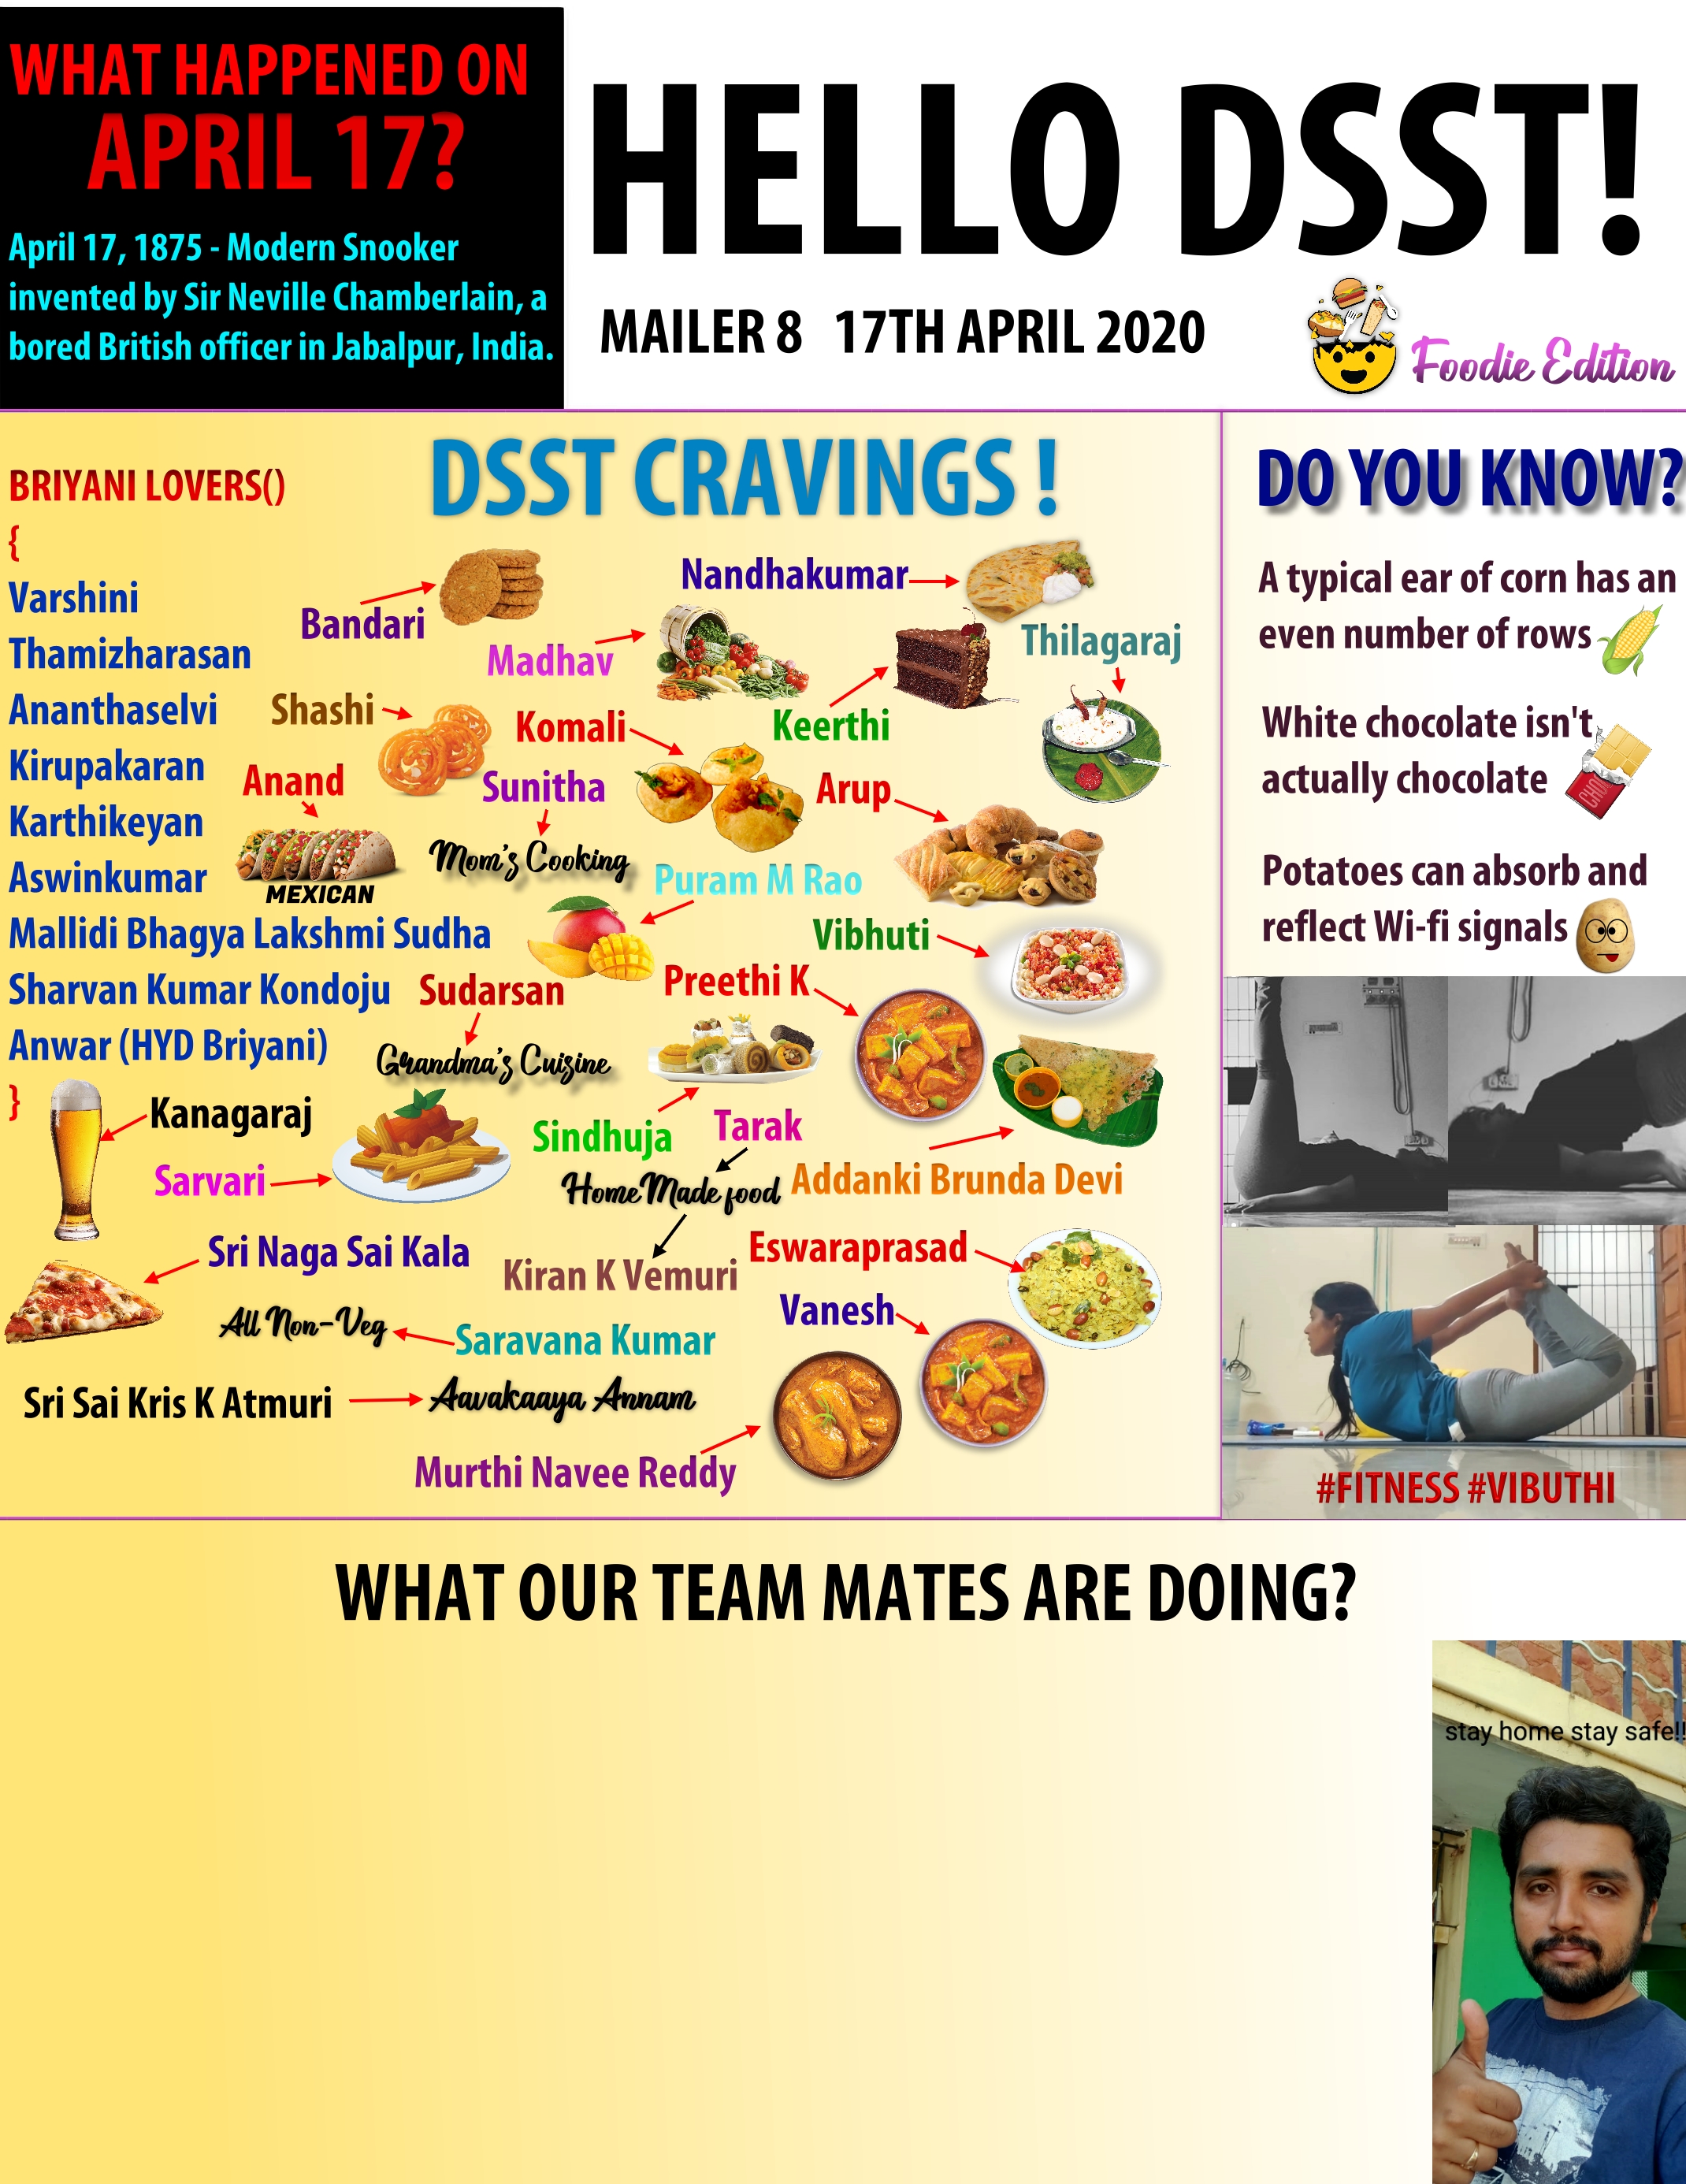 WHAT HAPPENED ON
APRIL 17?
April 17, 1875 - Modern Snooker
invented by Sir Neville Chamberlain, a
bored British officer in Jabalpur, India.
HELLO DSST!
MAILER 8 17TH APRIL 2020
Foodie Edition
DSST CRAVINGS !
BRIYANI LOVERS()
{
Varshini
Thamizharasan
Ananthaselvi
Kirupakaran
Karthikeyan
Aswinkumar
Mallidi Bhagya Lakshmi Sudha
Sharvan Kumar Kondoju
Anwar (HYD Briyani)
}
Bandari
Nandhakumar
Madhav
Thilagaraj
Shashi
Komali
Keerthi
Anand
MEXICAN
Sunitha
Mom's Cooking
Arup
Puram M Rao
Vibhuti
Sudarsan
Grandma's Cuisine
Preethi K
Kanagaraj
Sarvari
Sindhuja
Tarak
HomeMade food
Kiran K Vemuri
Addanki Brunda Devi
Sri Naga Sai Kala
Eswaraprasad
All Non-Veg
Saravana Kumar
Vanesh
Sri Sai Kris K Atmuri
Aavakaaya Annam
Murthi Navee Reddy
DO YOU KNOW?
A typical ear of corn has an
even number of rows
White chocolate isn't
actually chocolate
Potatoes can absorb and
reflect Wi-fi signals
#FITNESS #VIBUTHI
WHAT OUR TEAM MATES ARE DOING?
stay home stay safe!!